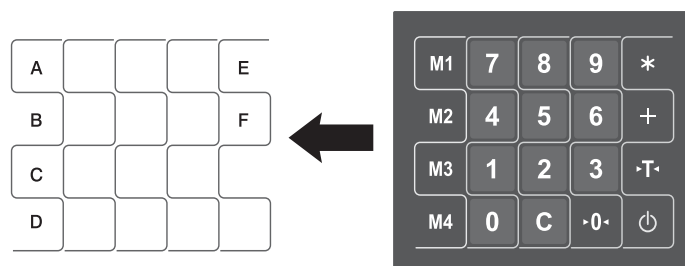 A E
B F
C
D
M1 7 8 9 *
M2 4 5 6 +
M3 1 2 3 ▸T◂
M4 0 C ▸0◂